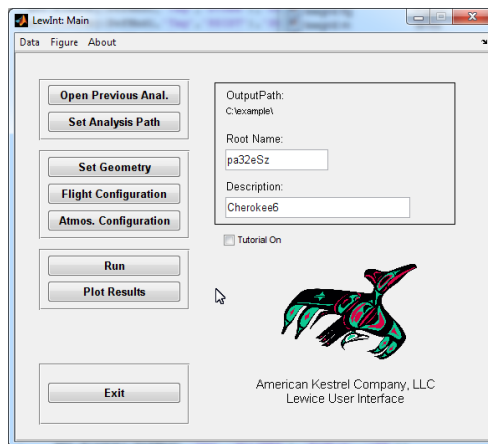 LewInt: Main
Data Figure About
Open Previous Anal.
Set Analysis Path
Set Geometry
Flight Configuration
Atmos. Configuration
Run
Plot Results
Exit
OutputPath:
C:\example\
Root Name:
pa32eSz
Description:
Cherokee6
Tutorial On
American Kestrel Company, LLC
Lewice User Interface